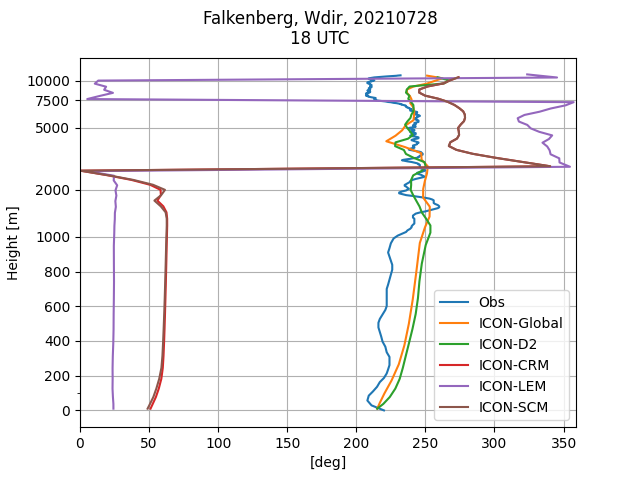 Falkenberg, Wdir, 20210728
18 UTC
Height [m]
10000
7500
5000
2000
1000
800
600
400
200
0
0 50 100 150 200 250 300 350
[deg]
Obs
ICON-Global
ICON-D2
ICON-CRM
ICON-LEM
ICON-SCM